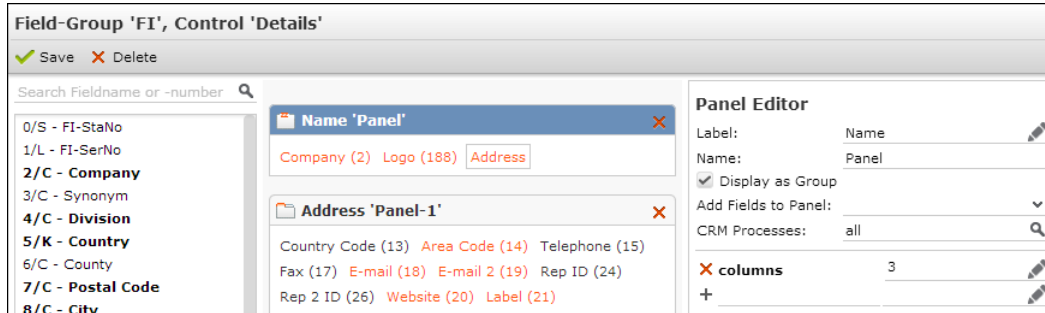 Field-Group 'FI', Control 'Details'
Save Delete
Search Fieldname or -number
0/S - FI-StaNo
1/L - FI-SerNo
2/C - Company
3/C - Synonym
4/C - Division
5/K - Country
6/C - County
7/C - Postal Code
8/C - City
Name 'Panel'
Company (2) Logo (188) Address
Address 'Panel-1'
Country Code (13) Area Code (14) Telephone (15)
Fax (17) E-mail (18) E-mail 2 (19) Rep ID (24)
Rep 2 ID (26) Website (20) Label (21)
Panel Editor
Label: Name
Name: Panel
Display as Group
Add Fields to Panel:
CRM Processes: all
columns 3